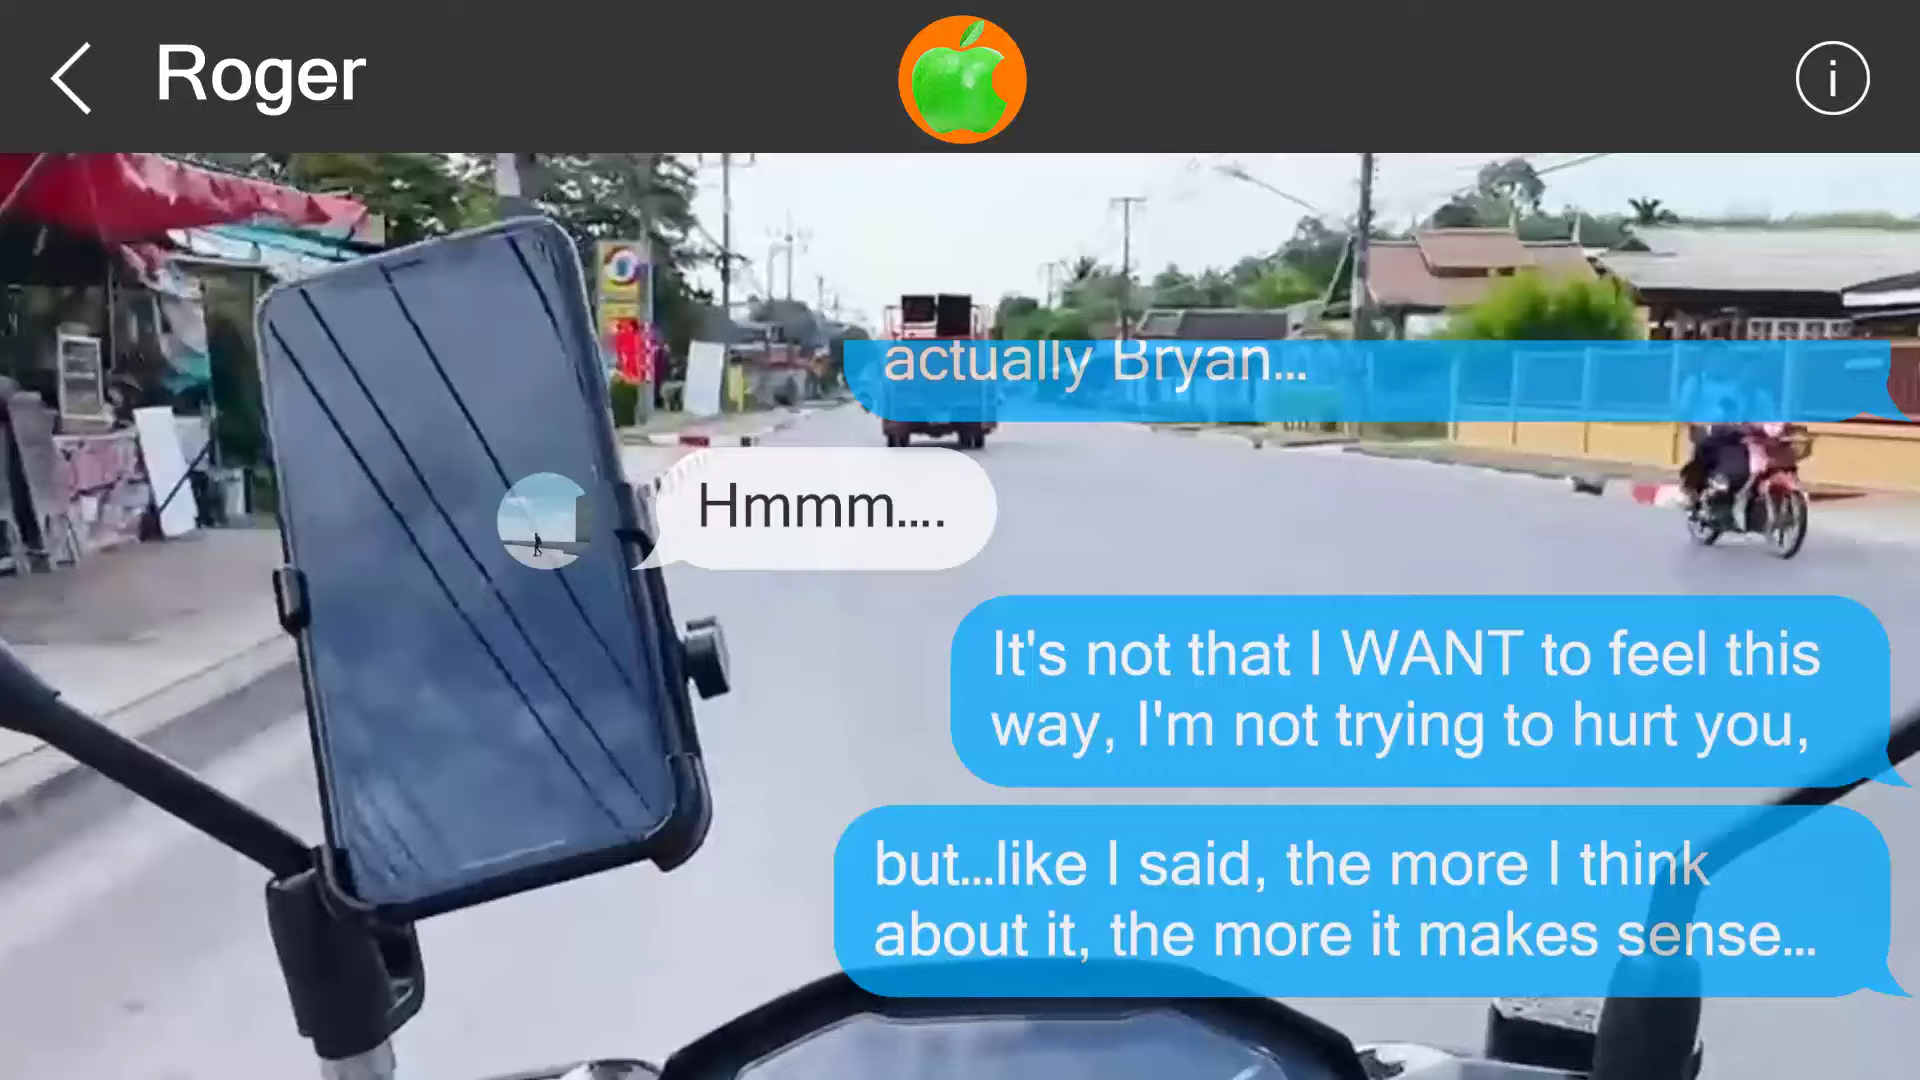 Roger
i
actually Bryan...
Hmmm....
It's not that I WANT to feel this
way, I'm not trying to hurt you,
but...like I said, the more I think
about it, the more it makes sense...